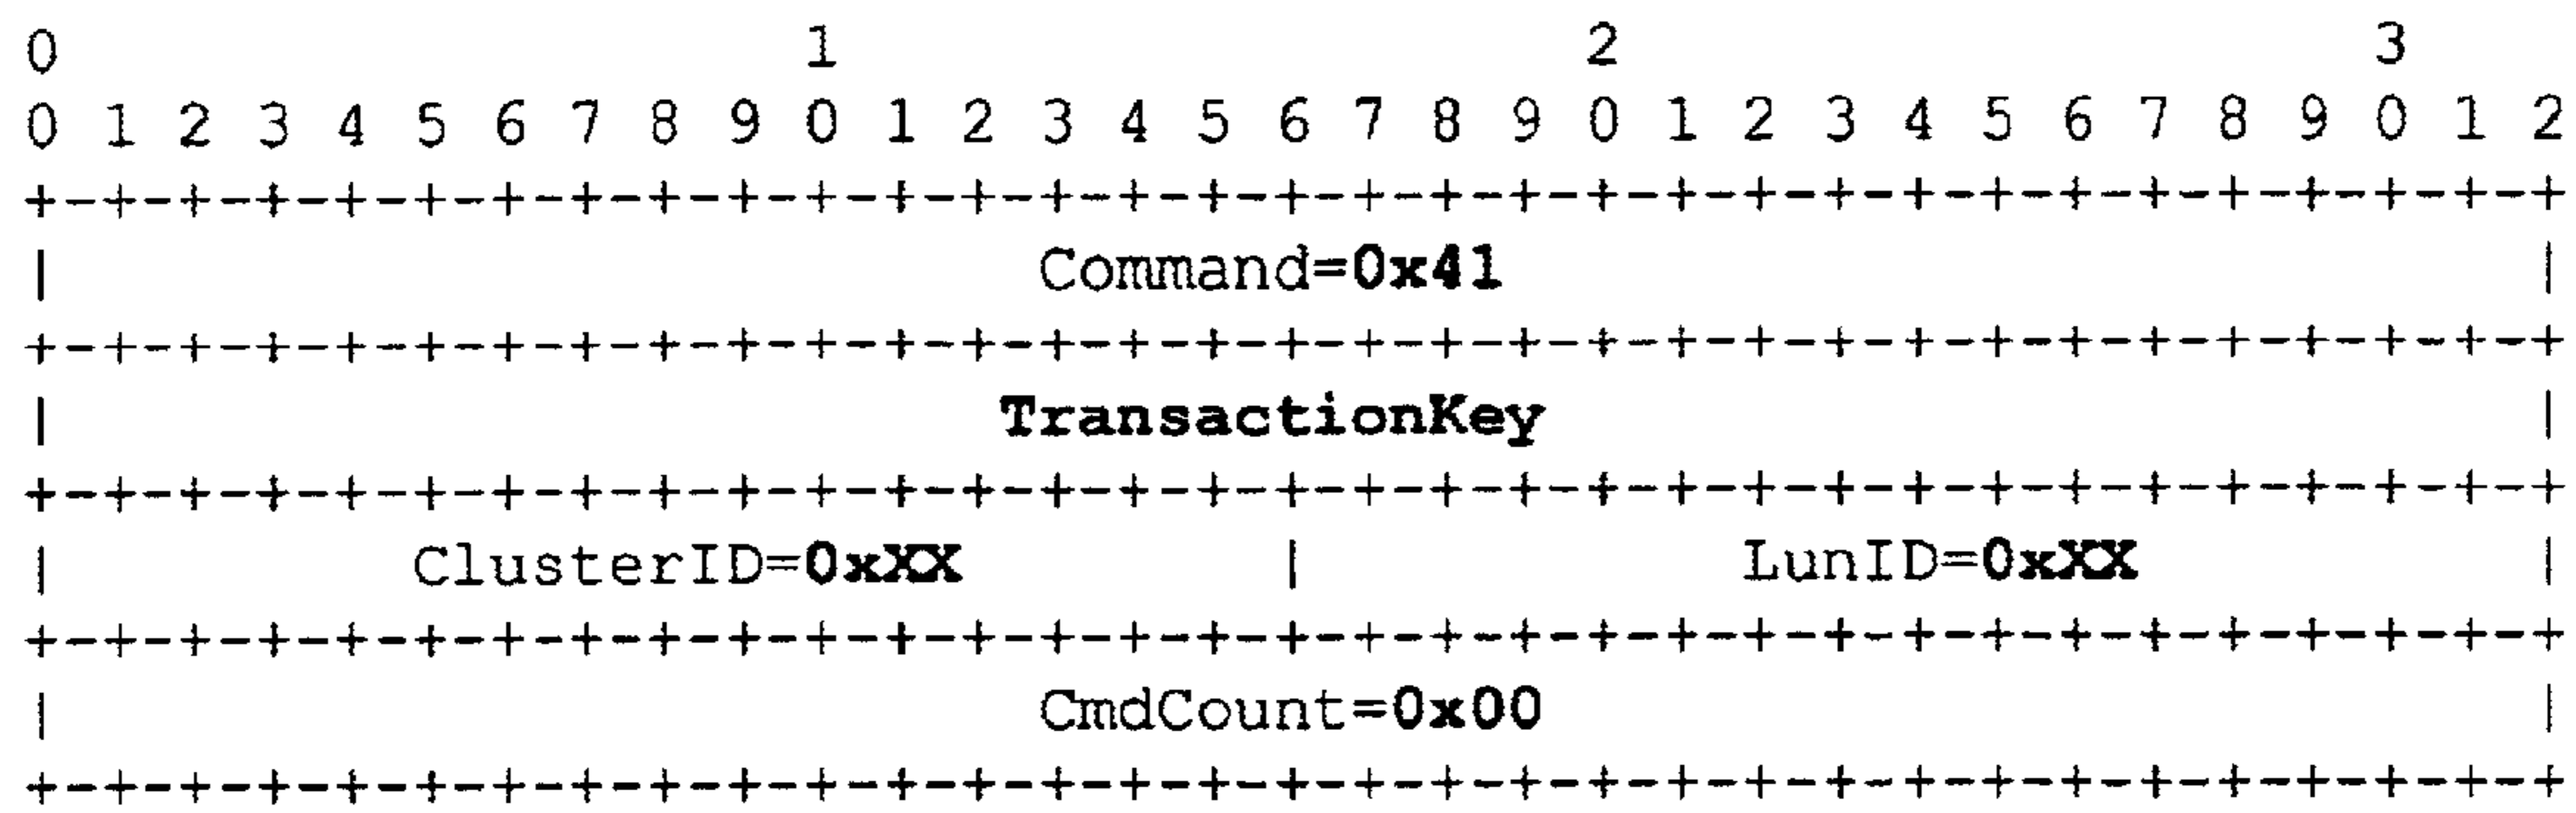 0 1 2 3
0 1 2 3 4 5 6 7 8 9 0 1 2 3 4 5 6 7 8 9 0 1 2 3 4 5 6 7 8 9 0 1 2
+-+-+-+-+-+-+-+-+-+-+-+-+-+-+-+-+-+-+-+-+-+-+-+-+-+-+-+-+-+-+-+-+
| Command=0x41 |
+-+-+-+-+-+-+-+-+-+-+-+-+-+-+-+-+-+-+-+-+-+-+-+-+-+-+-+-+-+-+-+-+
| TransactionKey |
+-+-+-+-+-+-+-+-+-+-+-+-+-+-+-+-+-+-+-+-+-+-+-+-+-+-+-+-+-+-+-+-+
| ClusterID=0xXX | LunID=0xXX |
+-+-+-+-+-+-+-+-+-+-+-+-+-+-+-+-+-+-+-+-+-+-+-+-+-+-+-+-+-+-+-+-+
| CmdCount=0x00 |
+-+-+-+-+-+-+-+-+-+-+-+-+-+-+-+-+-+-+-+-+-+-+-+-+-+-+-+-+-+-+-+-+